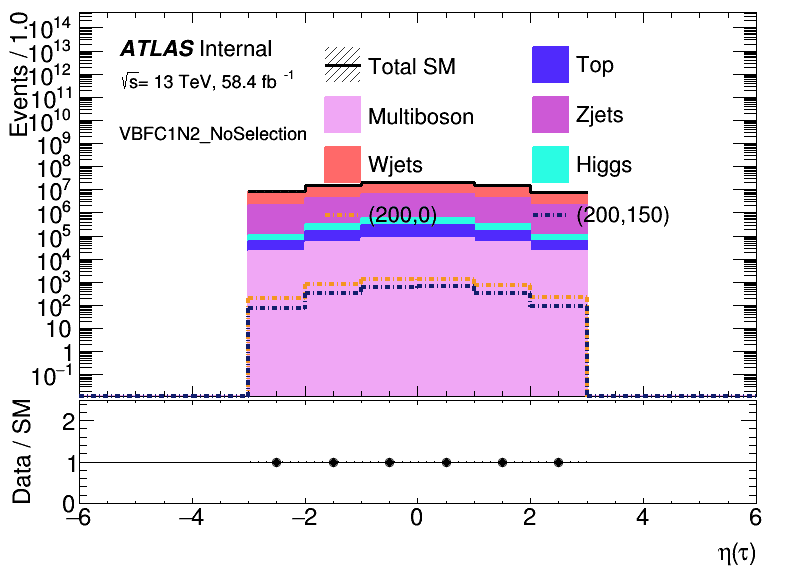 Events / 1.0
10^14
10^13
10^12
10^11
10^10
10^9
10^8
10^7
10^6
10^5
10^4
10^3
10^2
10
1
10^−1
ATLAS Internal
√s= 13 TeV, 58.4 fb ^-1
VBFC1N2_NoSelection
Total SM
Top
Multiboson
Zjets
Wjets
Higgs
(200,0)
(200,150)
Data / SM
2
1
0
−6 −4 −2 0 2 4 6
η(τ)